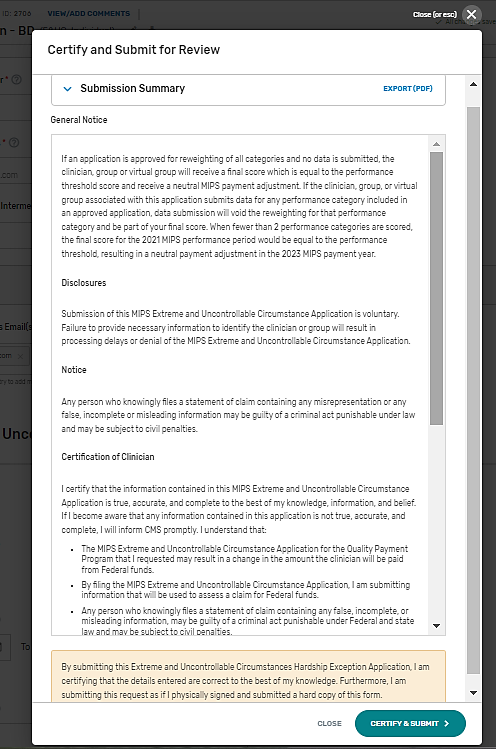 ID: 2706
VIEW/ADD COMMENTS
Close (or esc)
Certify and Submit for Review
Submission Summary
EXPORT (PDF)
General Notice
If an application is approved for reweighting of all categories and no data is submitted, the
clinician, group or virtual group will receive a final score which is equal to the performance
threshold score and receive a neutral MIPS payment adjustment. If the clinician, group, or virtual
group associated with this application submits data for any performance category included in
an approved application, data submission will void the reweighting for that performance
category and be part of your final score. When fewer than 2 performance categories are scored,
the final score for the 2021 MIPS performance period would be equal to the performance
threshold, resulting in a neutral payment adjustment in the 2023 MIPS payment year.
Disclosures
Submission of this MIPS Extreme and Uncontrollable Circumstance Application is voluntary.
Failure to provide necessary information to identify the clinician or group will result in
processing delays or denial of the MIPS Extreme and Uncontrollable Circumstance Application.
Notice
Any person who knowingly files a statement of claim containing any misrepresentation or any
false, incomplete or misleading information may be guilty of a criminal act punishable under law
and may be subject to civil penalties.
Certification of Clinician
I certify that the information contained in this MIPS Extreme and Uncontrollable Circumstance
Application is true, accurate, and complete to the best of my knowledge, information, and belief.
If I become aware that any information contained in this application is not true, accurate, and
complete, I will inform CMS promptly. I understand that:
• The MIPS Extreme and Uncontrollable Circumstance Application for the Quality Payment
Program that I requested may result in a change in the amount the clinician will be paid
from Federal funds.
• By filing the MIPS Extreme and Uncontrollable Circumstance Application, I am submitting
information that will be used to assess a claim for Federal funds.
• Any person who knowingly files a statement of claim containing any false, incomplete, or
misleading information, may be guilty of a criminal act punishable under Federal and state
law and may be subject to civil penalties.
By submitting this Extreme and Uncontrollable Circumstances Hardship Exception Application, I am
certifying that the details entered are correct to the best of my knowledge. Furthermore, I am
submitting this request as if I physically signed and submitted a hard copy of this form.
To
CLOSE
CERTIFY & SUBMIT